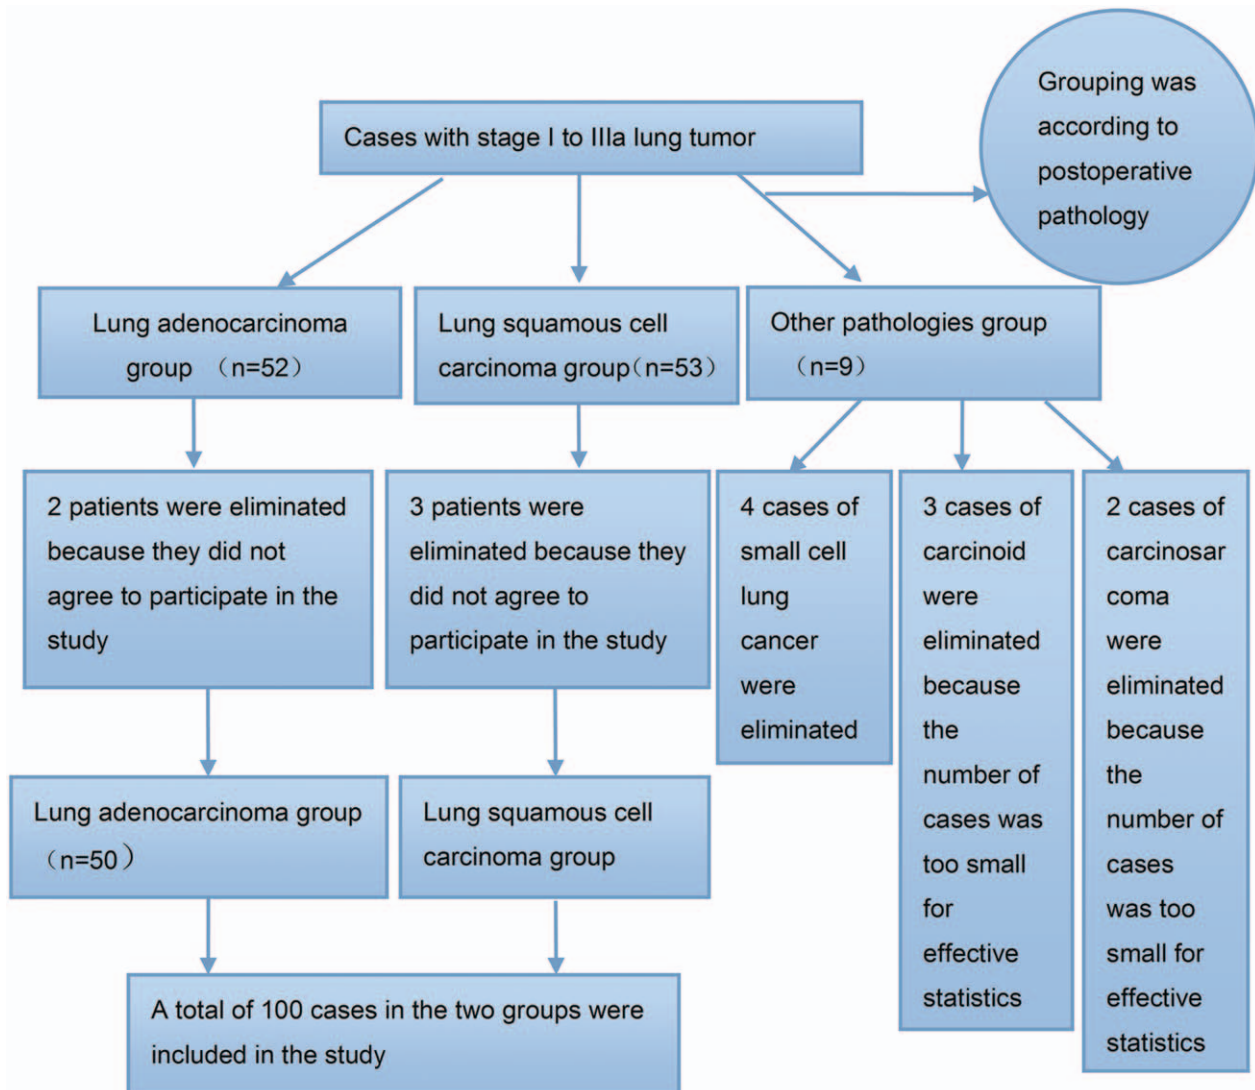 Grouping was
according to
postoperative
pathology
Cases with stage I to IIIa lung tumor
Lung adenocarcinoma
group （n=52）
Lung squamous cell
carcinoma group（n=53）
Other pathologies group
（n=9）
2 patients were eliminated
because they did not
agree to participate in the
study
3 patients were
eliminated because they
did not agree to
participate in the study
4 cases of
small cell
lung
cancer
were
eliminated
3 cases of
carcinoid
were
eliminated
because
the
number of
cases was
too small
for
effective
statistics
2 cases of
carcinosar
coma
were
eliminated
because
the
number of
cases
was too
small for
effective
statistics
Lung adenocarcinoma group
（n=50）
Lung squamous cell
carcinoma group
A total of 100 cases in the two groups were
included in the study